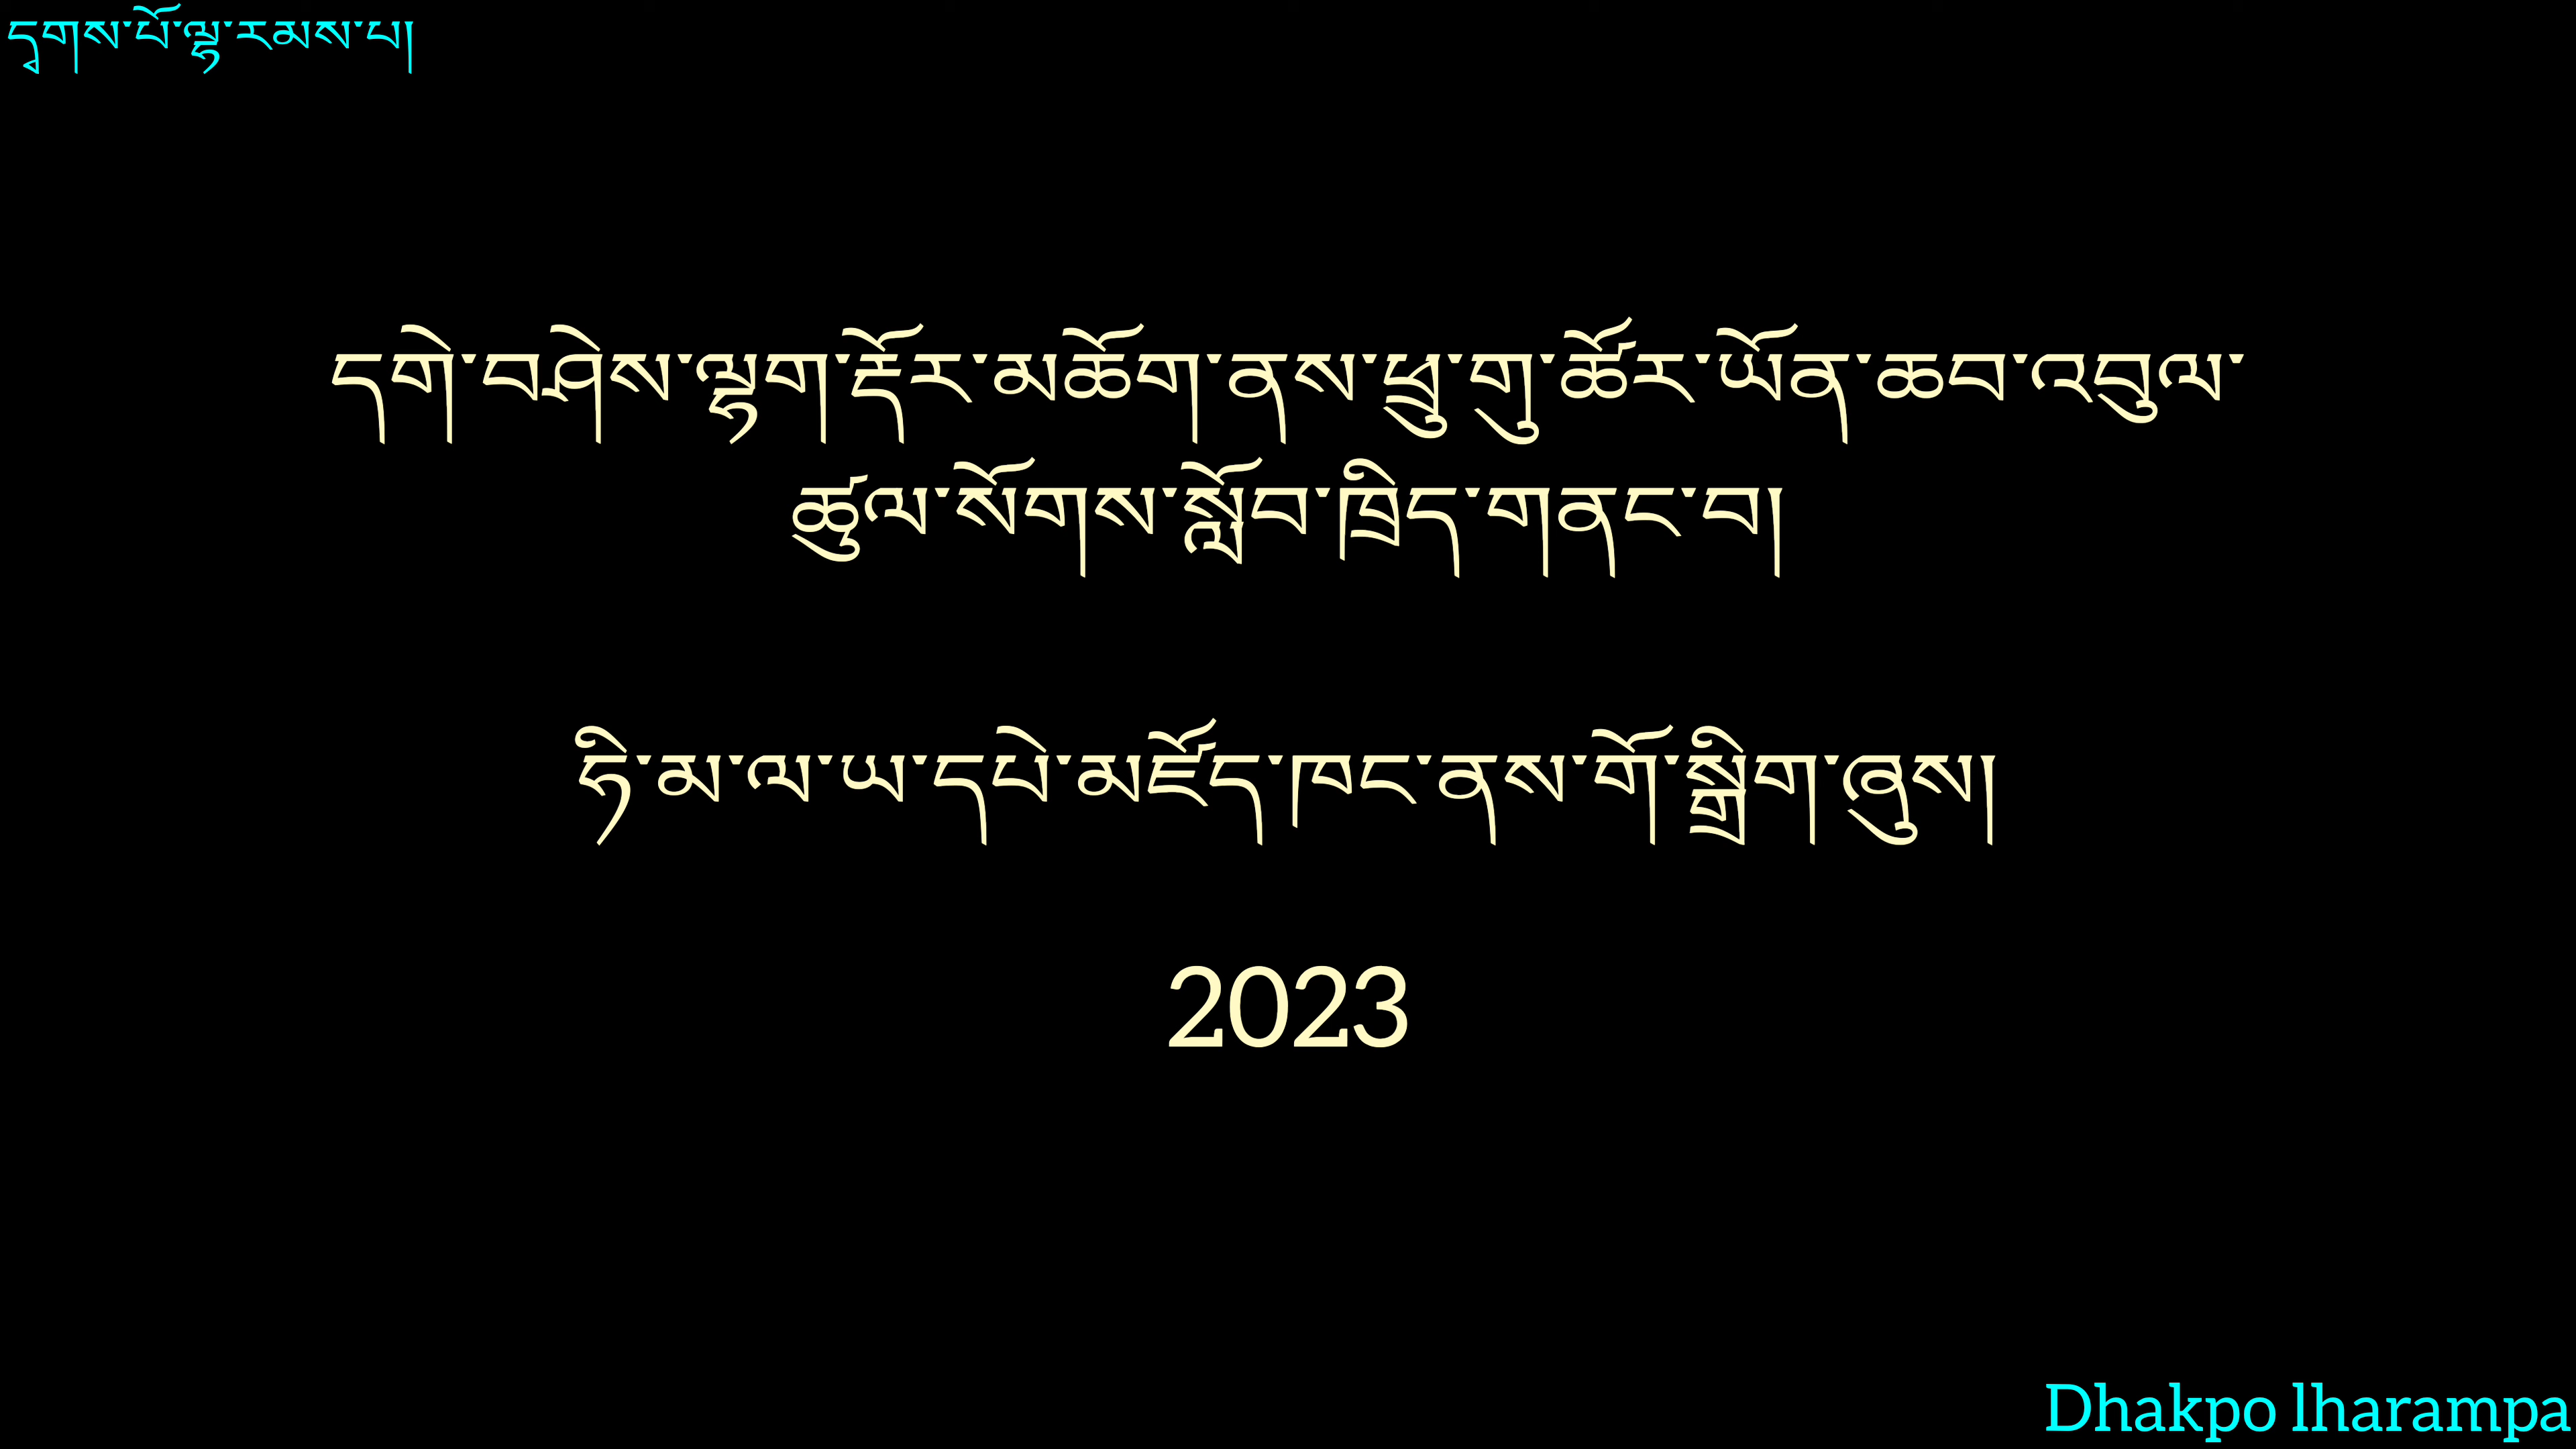 དྭགས་པོ་ལྷ་རམས་པ།
དགེ་བཤེས་ལྷག་རྡོར་མཆོག་ནས་ཕྲུ་གུ་ཚོར་ཡོན་ཆབ་འབུལ་
ཚུལ་སོགས་སློབ་ཁྲིད་གནང་བ།
ཧི་མ་ལ་ཡ་དཔེ་མཛོད་ཁང་ནས་གོ་སྒྲིག་ཞུས།
2023
Dhakpo lharampa